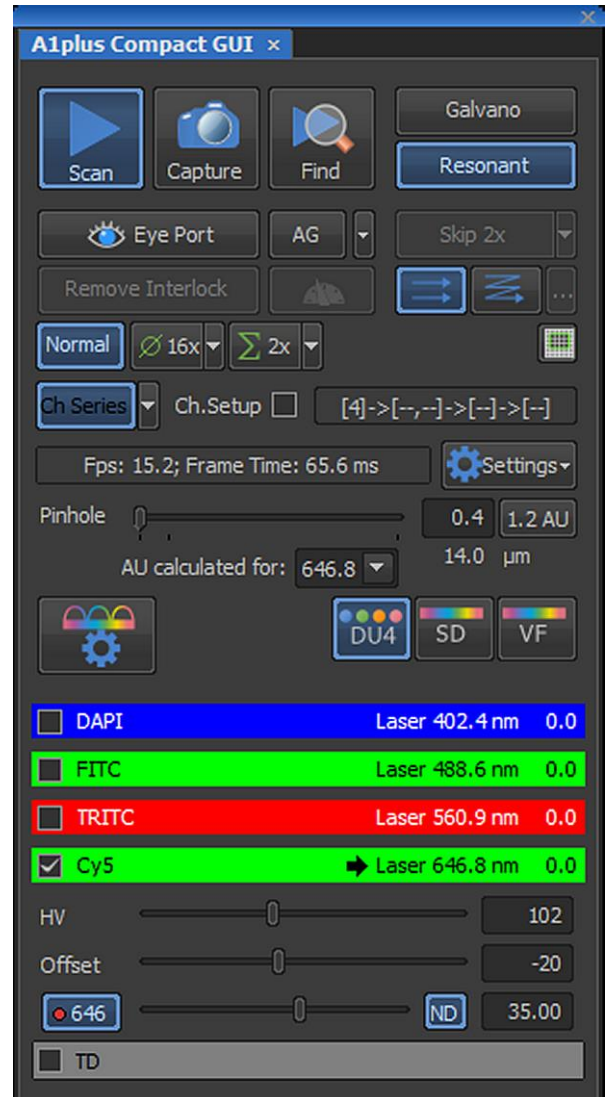 A1plus Compact GUI ×
Scan
Capture
Find
Galvano
Resonant
Eye Port
AG
Skip 2x
Remove Interlock
...
Normal
Ø 16x
∑ 2x
Ch Series
Ch.Setup
[4]->[--,--]->[--]->[--]
Fps: 15.2; Frame Time: 65.6 ms
Settings
Pinhole
0.4
1.2 AU
AU calculated for:
646.8
14.0 µm
DU4
SD
VF
DAPI Laser 402.4 nm 0.0
FITC Laser 488.6 nm 0.0
TRITC Laser 560.9 nm 0.0
Cy5 Laser 646.8 nm 0.0
HV 102
Offset -20
646 ND 35.00
TD